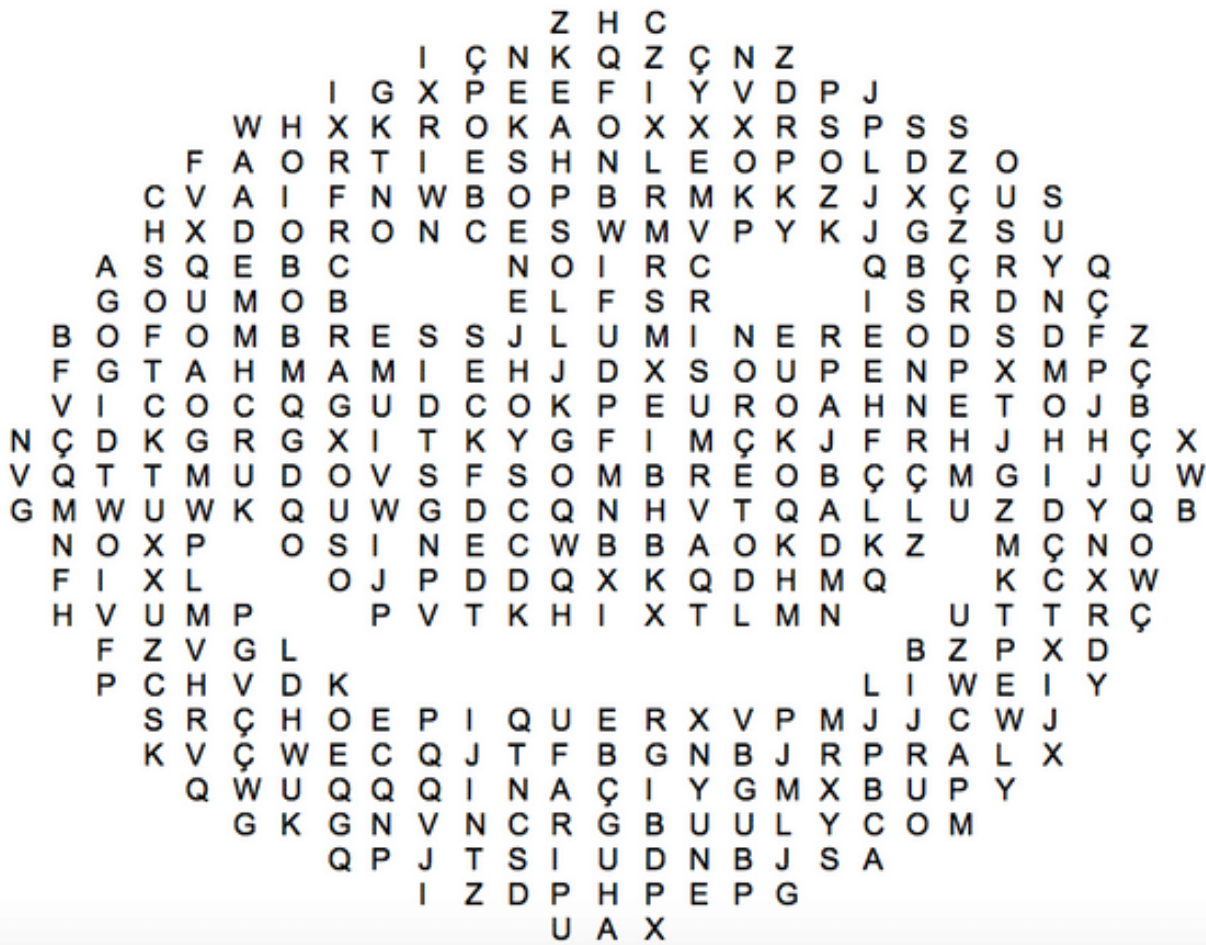 Z H C
I Ç N K Q Z Ç N Z
I G X P E E F I Y V D P J
W H X K R O K A O X X X R S P S S
F A O R T I E S H N L E O P O L D Z O
C V A I F N W B O P B R M K K Z J X Ç U S
H X D O R O N C E S W M V P Y K J G Z S U
A S Q E B C N O I R C Q B Ç R Y Q
G O U M O B E L F S R I S R D N Ç
B O F O M B R E S S J L U M I N E R E O D S D F Z
F G T A H M A M I E H J D X S O U P E N P X M P Ç
V I C O C Q G U D C O K P E U R O A H N E T O J B
N Ç D K G R G X I T K Y G F I M Ç K J F R H J H H Ç X
V Q T T M U D O V S F S O M B R E O B Ç Ç M G I J U W
G M W U W K Q U W G D C Q N H V T Q A L L U Z D Y Q B
N O X P O S I N E C W B B A O K D K Z M Ç N O
F I X L O J P D D Q X K Q D H M Q K C X W
H V U M P P V T K H I X T L M N U T T R Ç
F Z V G L B Z P X D
P C H V D K L I W E I Y
S R Ç H O E P I Q U E R X V P M J J C W J
K V Ç W E C Q J T F B G N B J R P R A L X
Q W U Q Q Q I N A Ç I Y G M X B U P Y
G K G N V N C R G B U U L Y C O M
Q P J T S I U D N B J S A
I Z D P H P E P G
U A X